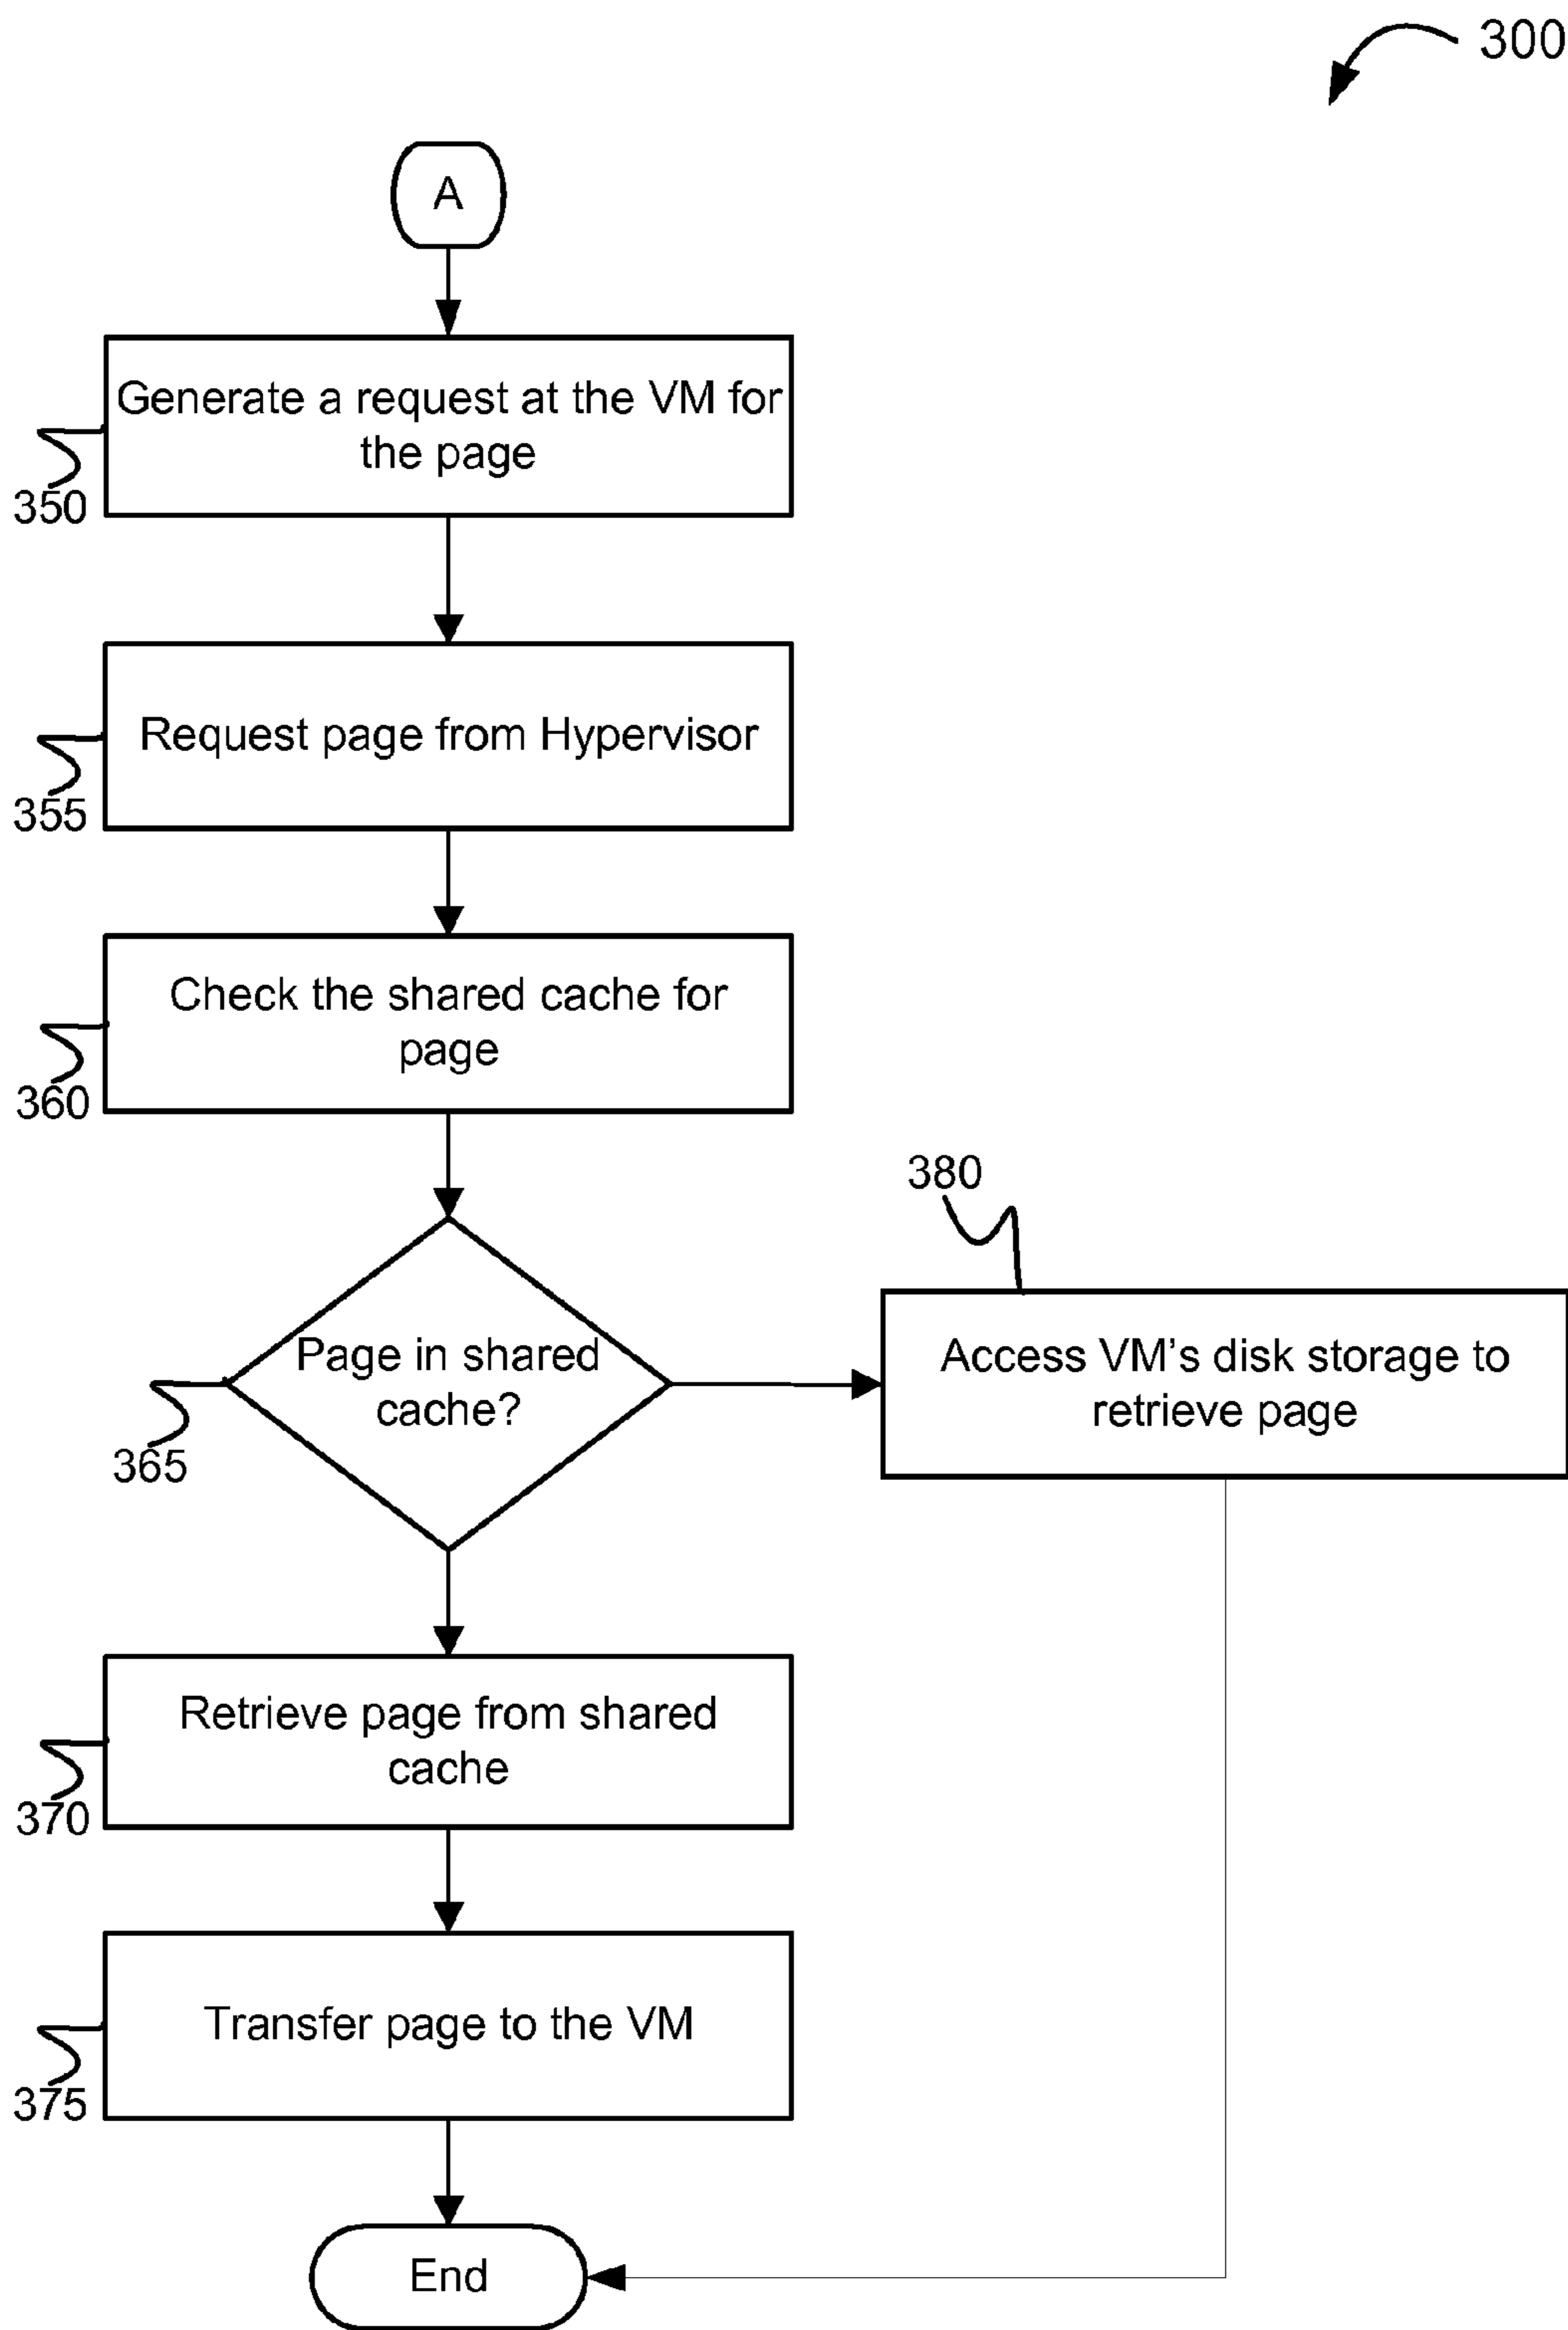 300
A
Generate a request at the VM for
the page
350
Request page from Hypervisor
355
Check the shared cache for
page
360
380
Page in shared
cache?
365
Access VM's disk storage to
retrieve page
Retrieve page from shared
cache
370
Transfer page to the VM
375
End